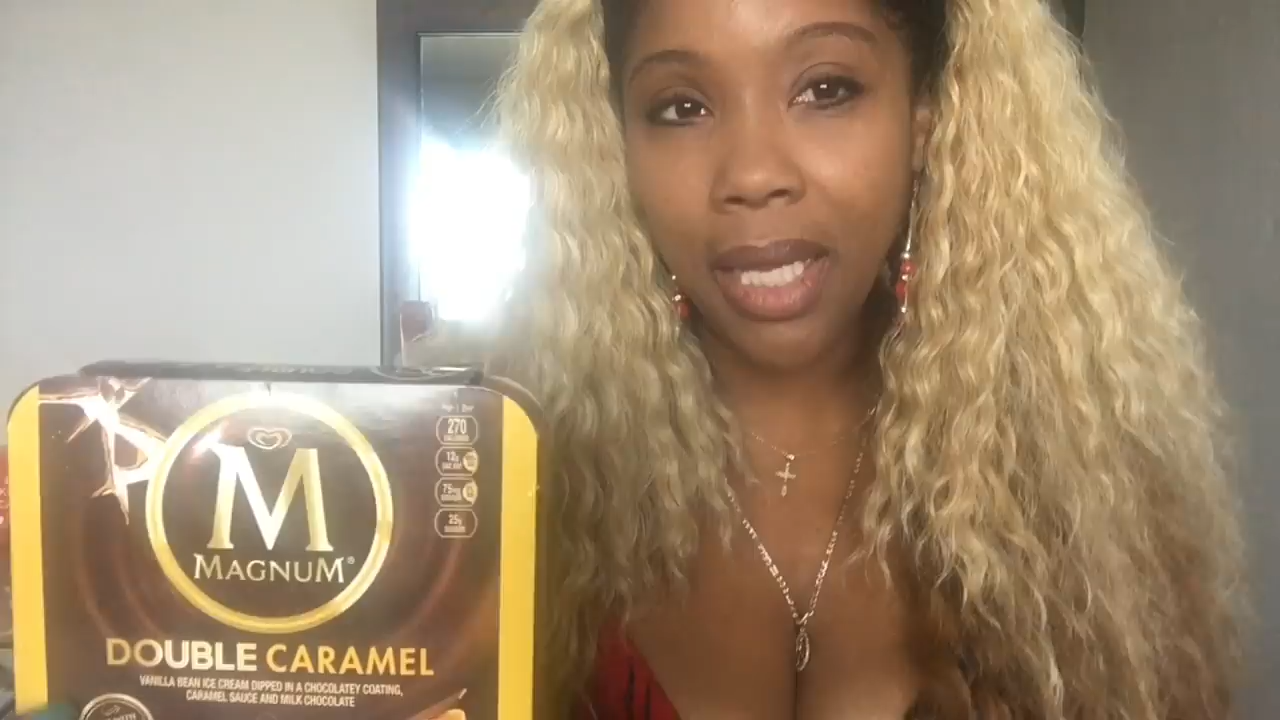 M
MAGNUM®
DOUBLE CARAMEL
VANILLA BEAN ICE CREAM DIPPED IN A CHOCOLATEY COATING,
CARAMEL SAUCE AND MILK CHOCOLATE
270
12g
25g